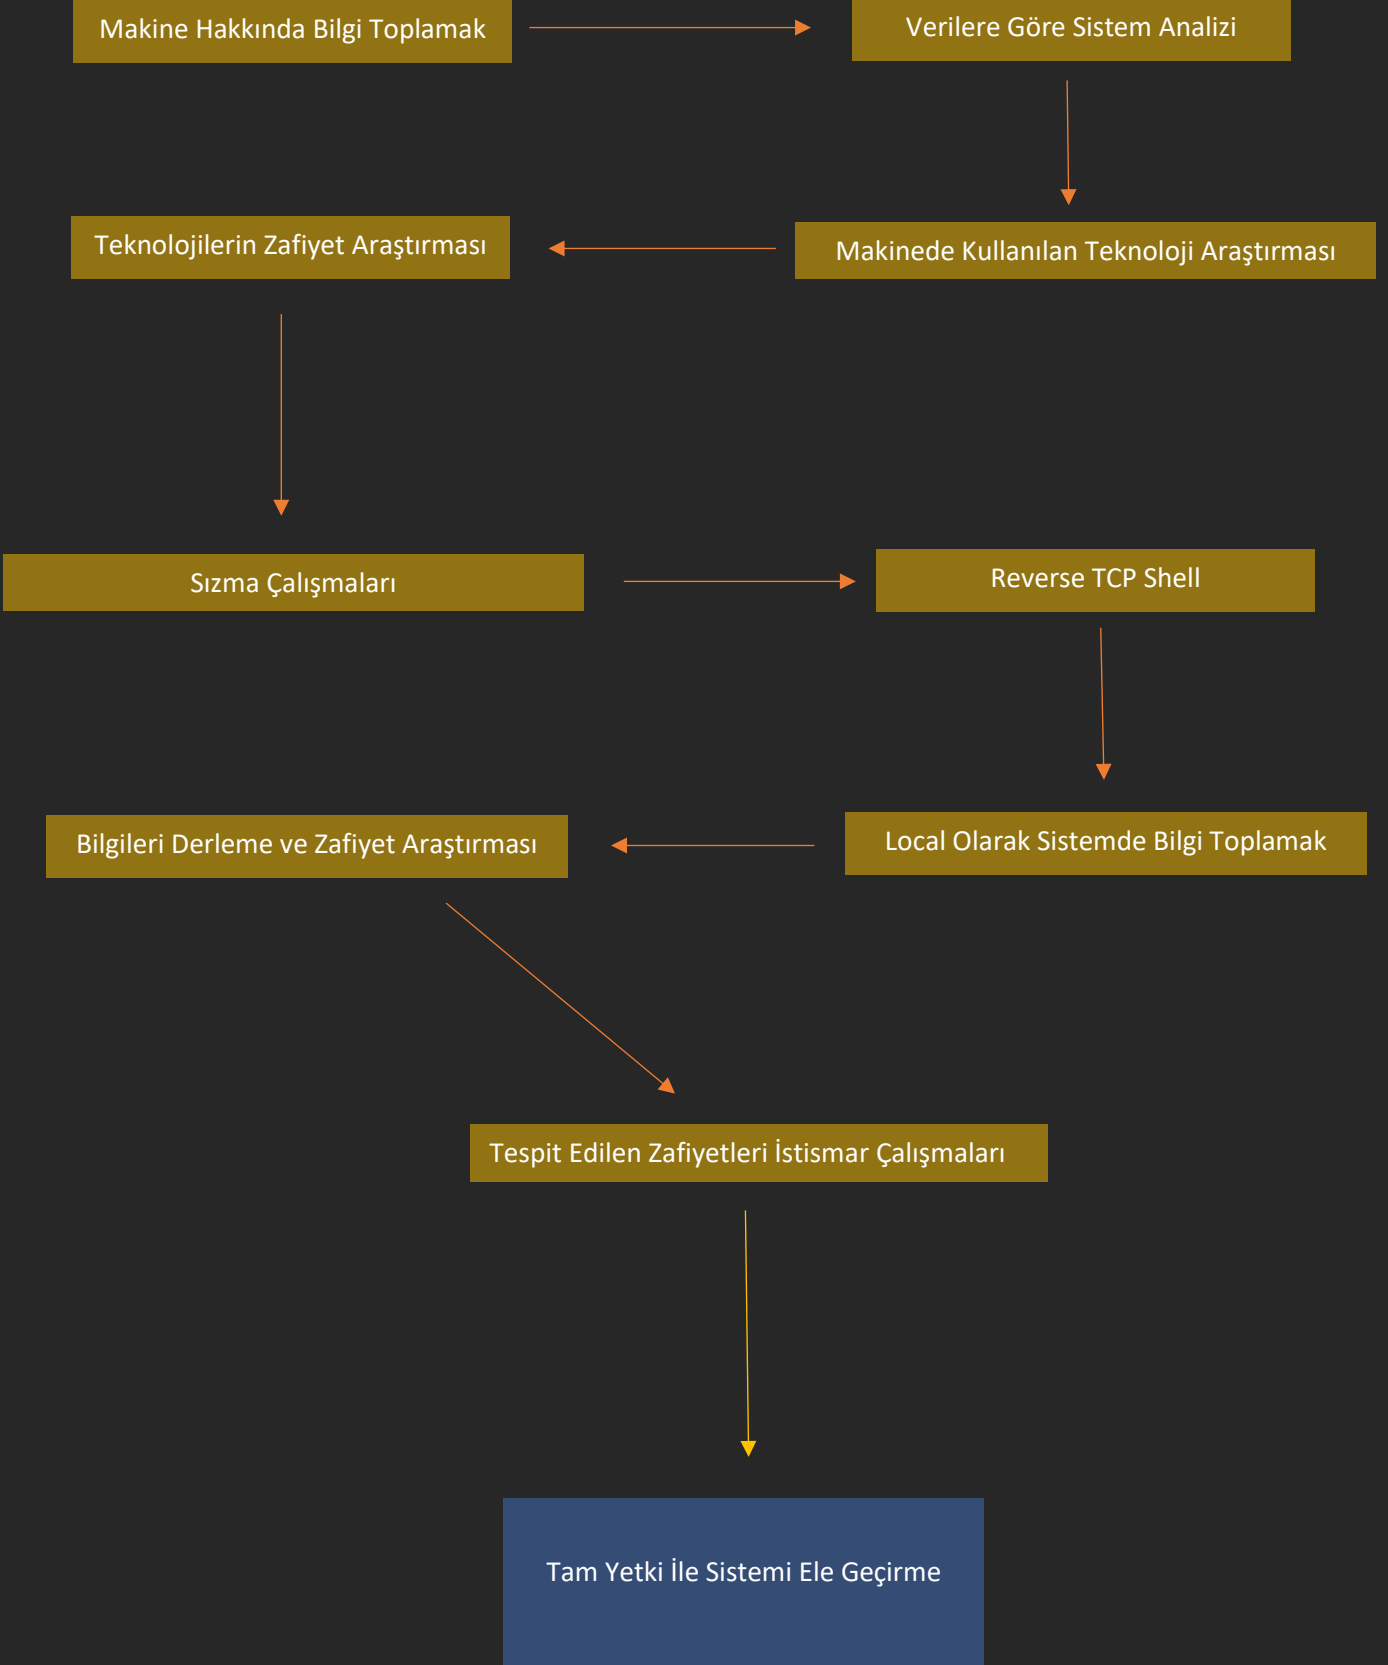 Makine Hakkında Bilgi Toplamak
Verilere Göre Sistem Analizi
Makinede Kullanılan Teknoloji Araştırması
Teknolojilerin Zafiyet Araştırması
Sızma Çalışmaları
Reverse TCP Shell
Local Olarak Sistemde Bilgi Toplamak
Bilgileri Derleme ve Zafiyet Araştırması
Tespit Edilen Zafiyetleri İstismar Çalışmaları
Tam Yetki İle Sistemi Ele Geçirme